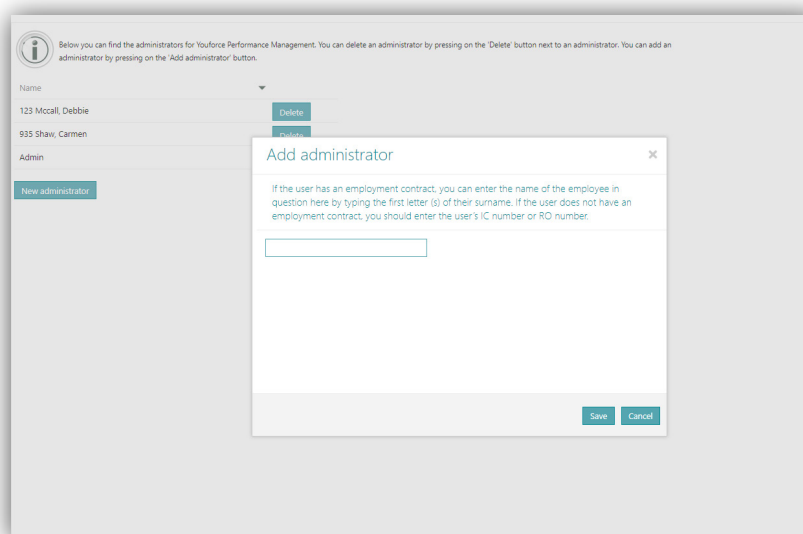 Below you can find the administrators for Youforce Performance Management. You can delete an administrator by pressing on the 'Delete' button next to an administrator. You can add an
administrator by pressing on the 'Add administrator' button.
Name
123 Mccall, Debbie
Delete
935 Shaw, Carmen
Delete
Admin
New administrator
Add administrator
If the user has an employment contract, you can enter the name of the employee in
question here by typing the first letter (s) of their surname. If the user does not have an
employment contract, you should enter the user's IC number or RO number.
Save
Cancel